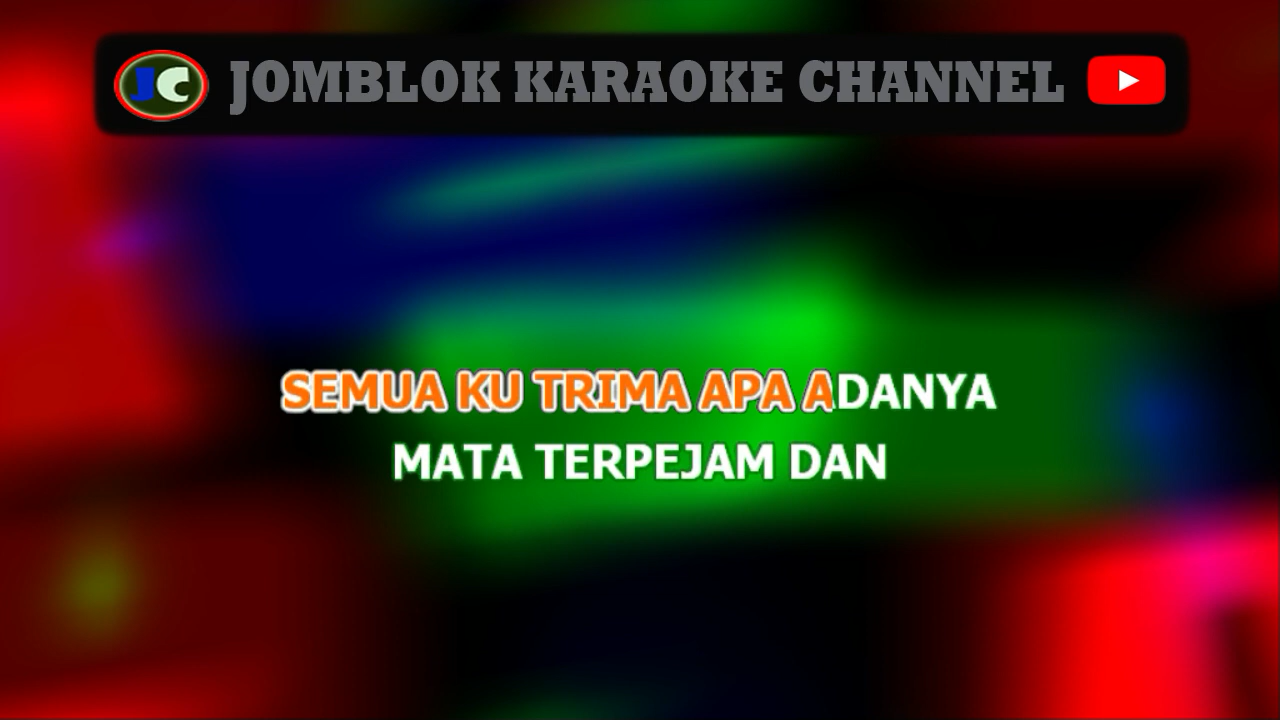 JC JOMBLOK KARAOKE CHANNEL
SEMUA KU TRIMA APA ADANYA
MATA TERPEJAM DAN